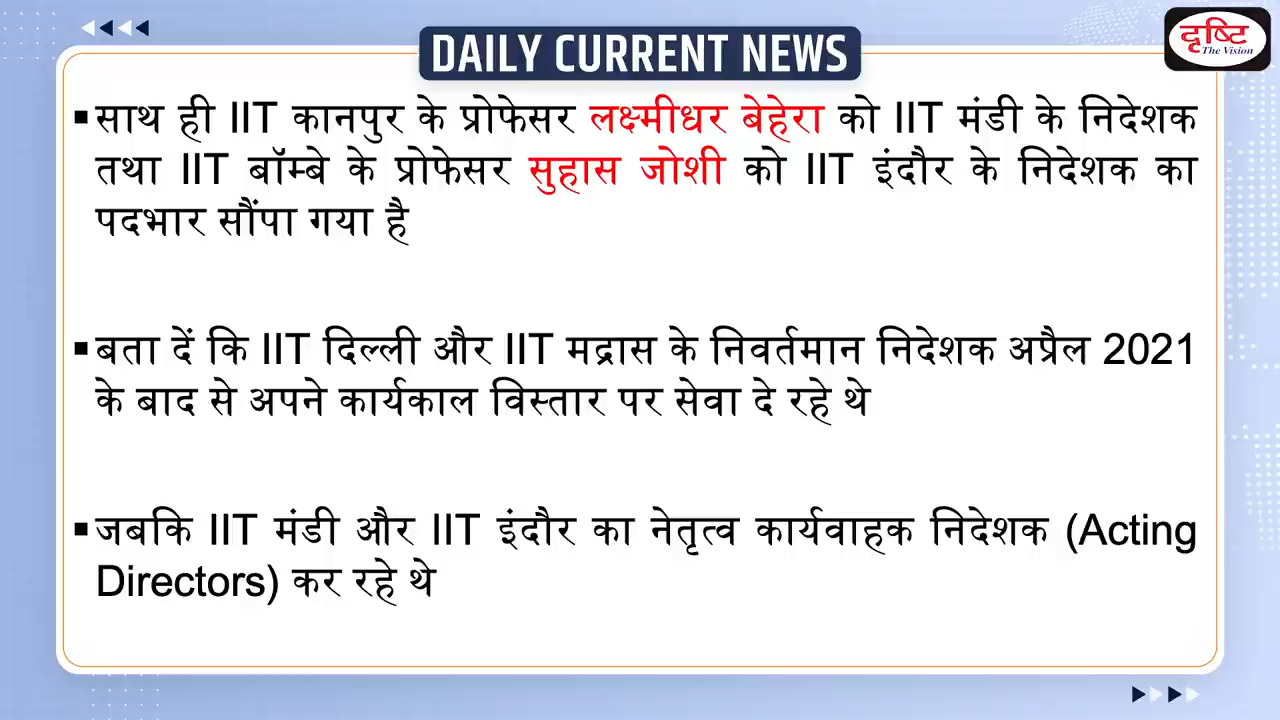 DAILY CURRENT NEWS
दृष्टि
The Vision
▪साथ ही IIT कानपुर के प्रोफेसर लक्ष्मीधर बेहेरा को IIT मंडी के निदेशक
तथा IIT बॉम्बे के प्रोफेसर सुहास जोशी को IIT इंदौर के निदेशक का
पदभार सौंपा गया है
▪बता दें कि IIT दिल्ली और IIT मद्रास के निवर्तमान निदेशक अप्रैल 2021
के बाद से अपने कार्यकाल विस्तार पर सेवा दे रहे थे
▪जबकि IIT मंडी और IIT इंदौर का नेतृत्व कार्यवाहक निदेशक (Acting
Directors) कर रहे थे